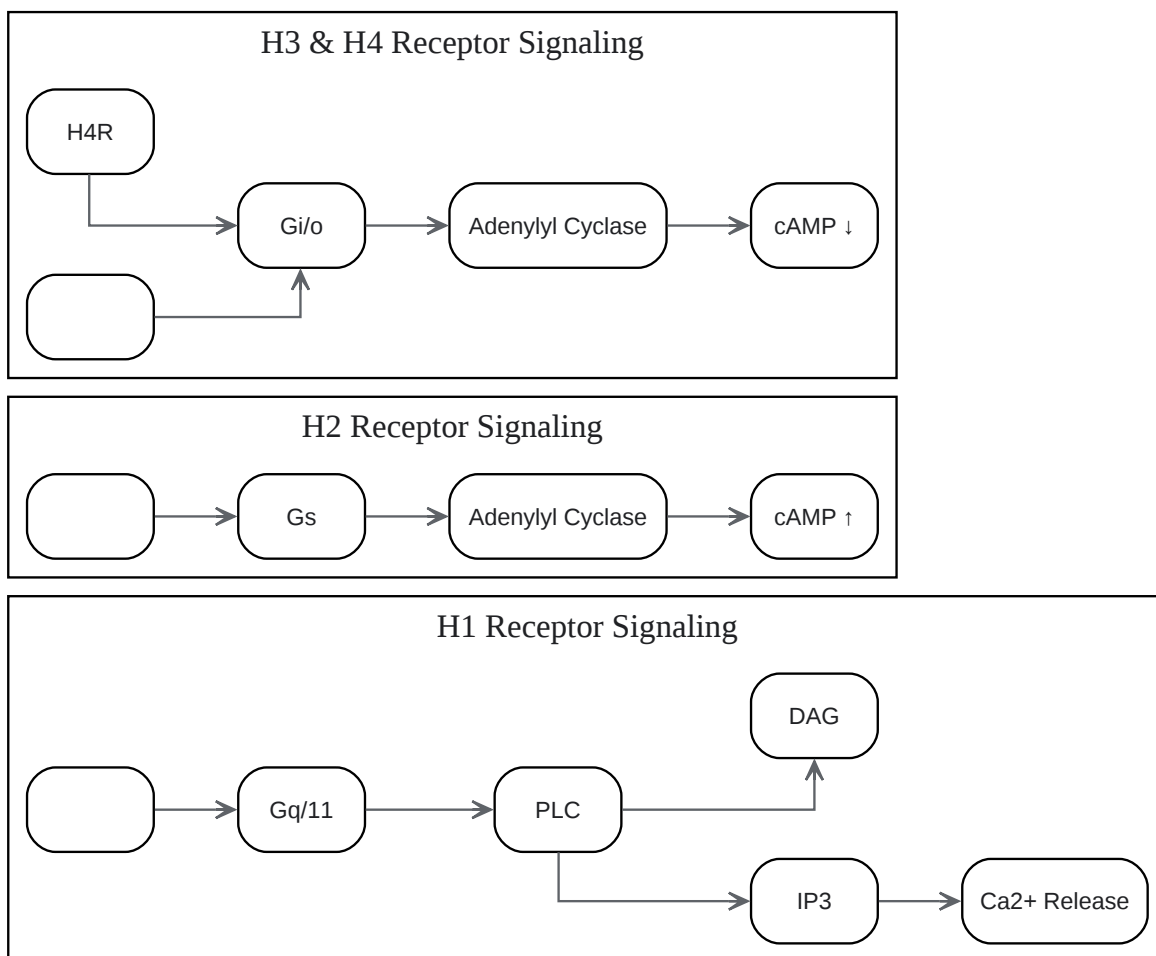 H3 & H4 Receptor Signaling
H4R
Gi/o
Adenylyl Cyclase
cAMP ↓
H2 Receptor Signaling
Gs
Adenylyl Cyclase
cAMP ↑
H1 Receptor Signaling
DAG
Gq/11
PLC
IP3
Ca2+ Release